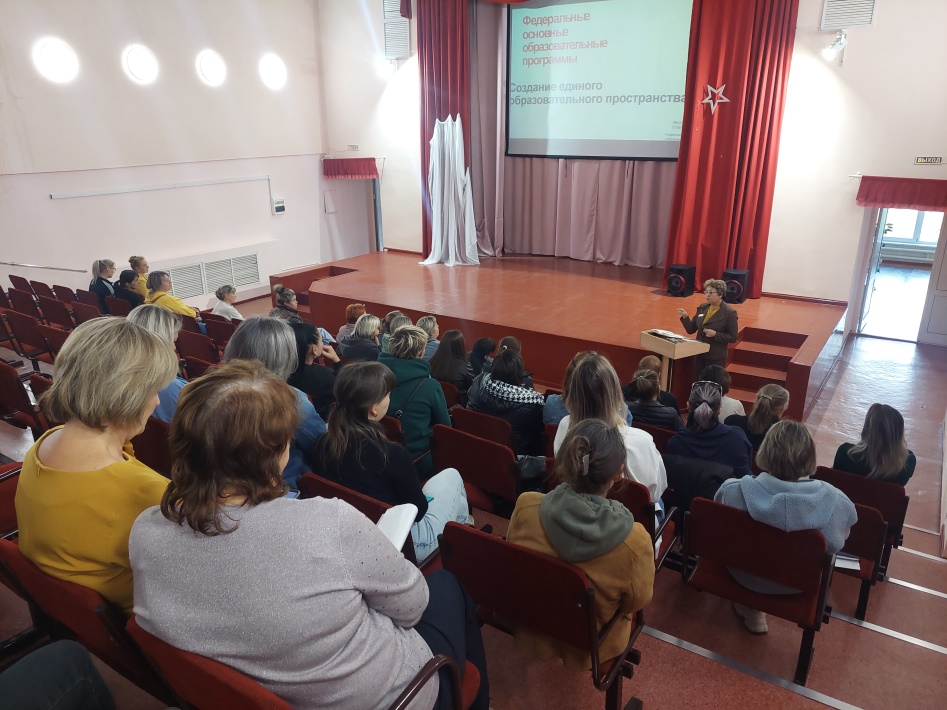 Федеральные
основные
образовательные
программы
Создание единого
образовательного пространства
ВЫХОД